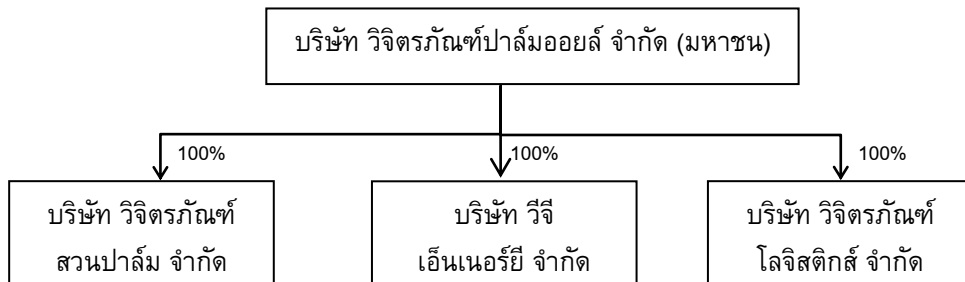 บริษัท วิจิตรภัณฑ์ปาล์มออยล์ จำกัด (มหาชน)
100%
100%
100%
บริษัท วิจิตรภัณฑ์
สวนปาล์ม จำกัด
บริษัท วีจี
เอ็นเนอร์ยี จำกัด
บริษัท วิจิตรภัณฑ์
โลจิสติกส์ จำกัด